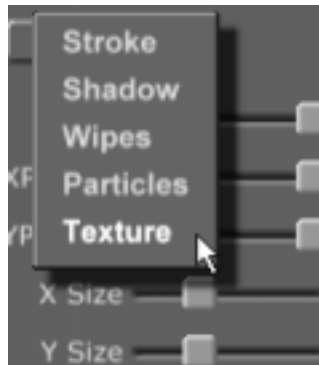 Stroke
Shadow
Wipes
Particles
Texture
X Size
Y Size